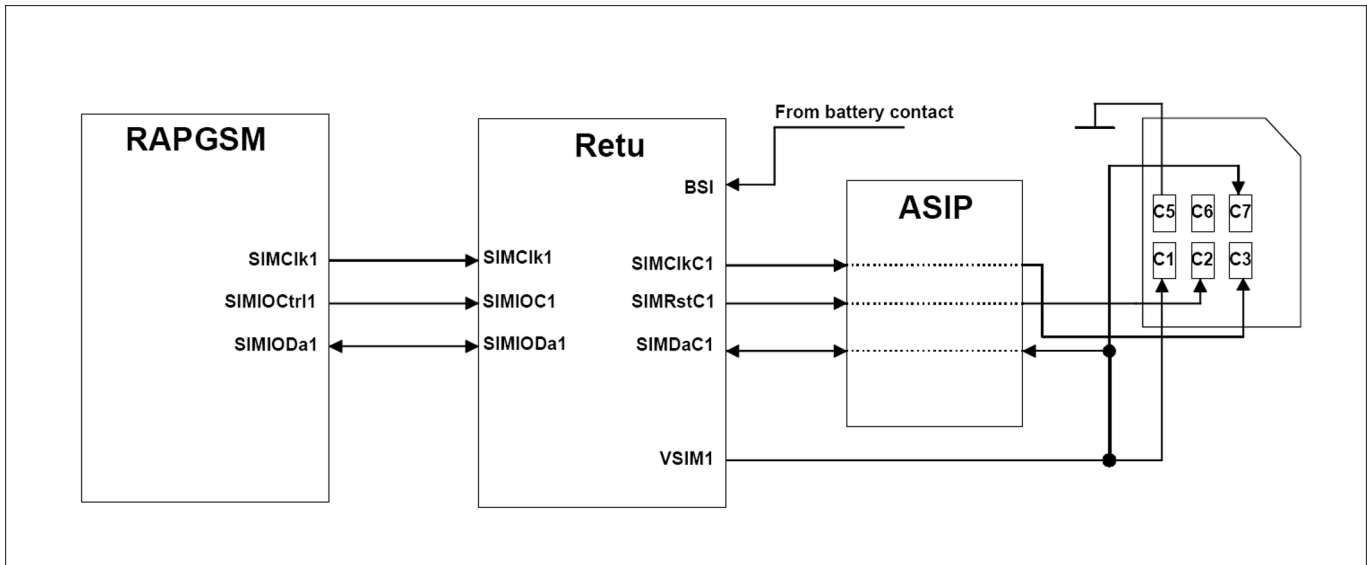 From battery contact
RAPGSM
Retu
BSI
ASIP
C5 C6 C7
SIMClk1
SIMClk1
SIMClkC1
C1 C2 C3
SIMIOCtrl1
SIMIOC1
SIMRstC1
SIMIODa1
SIMIODa1
SIMDaC1
VSIM1